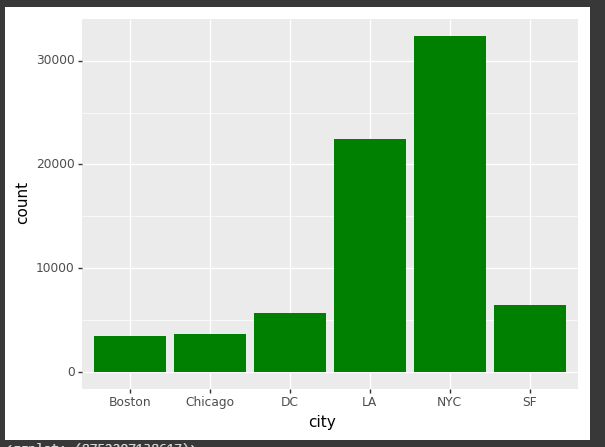 30000
20000
10000
0
count
Boston Chicago DC LA NYC SF
city